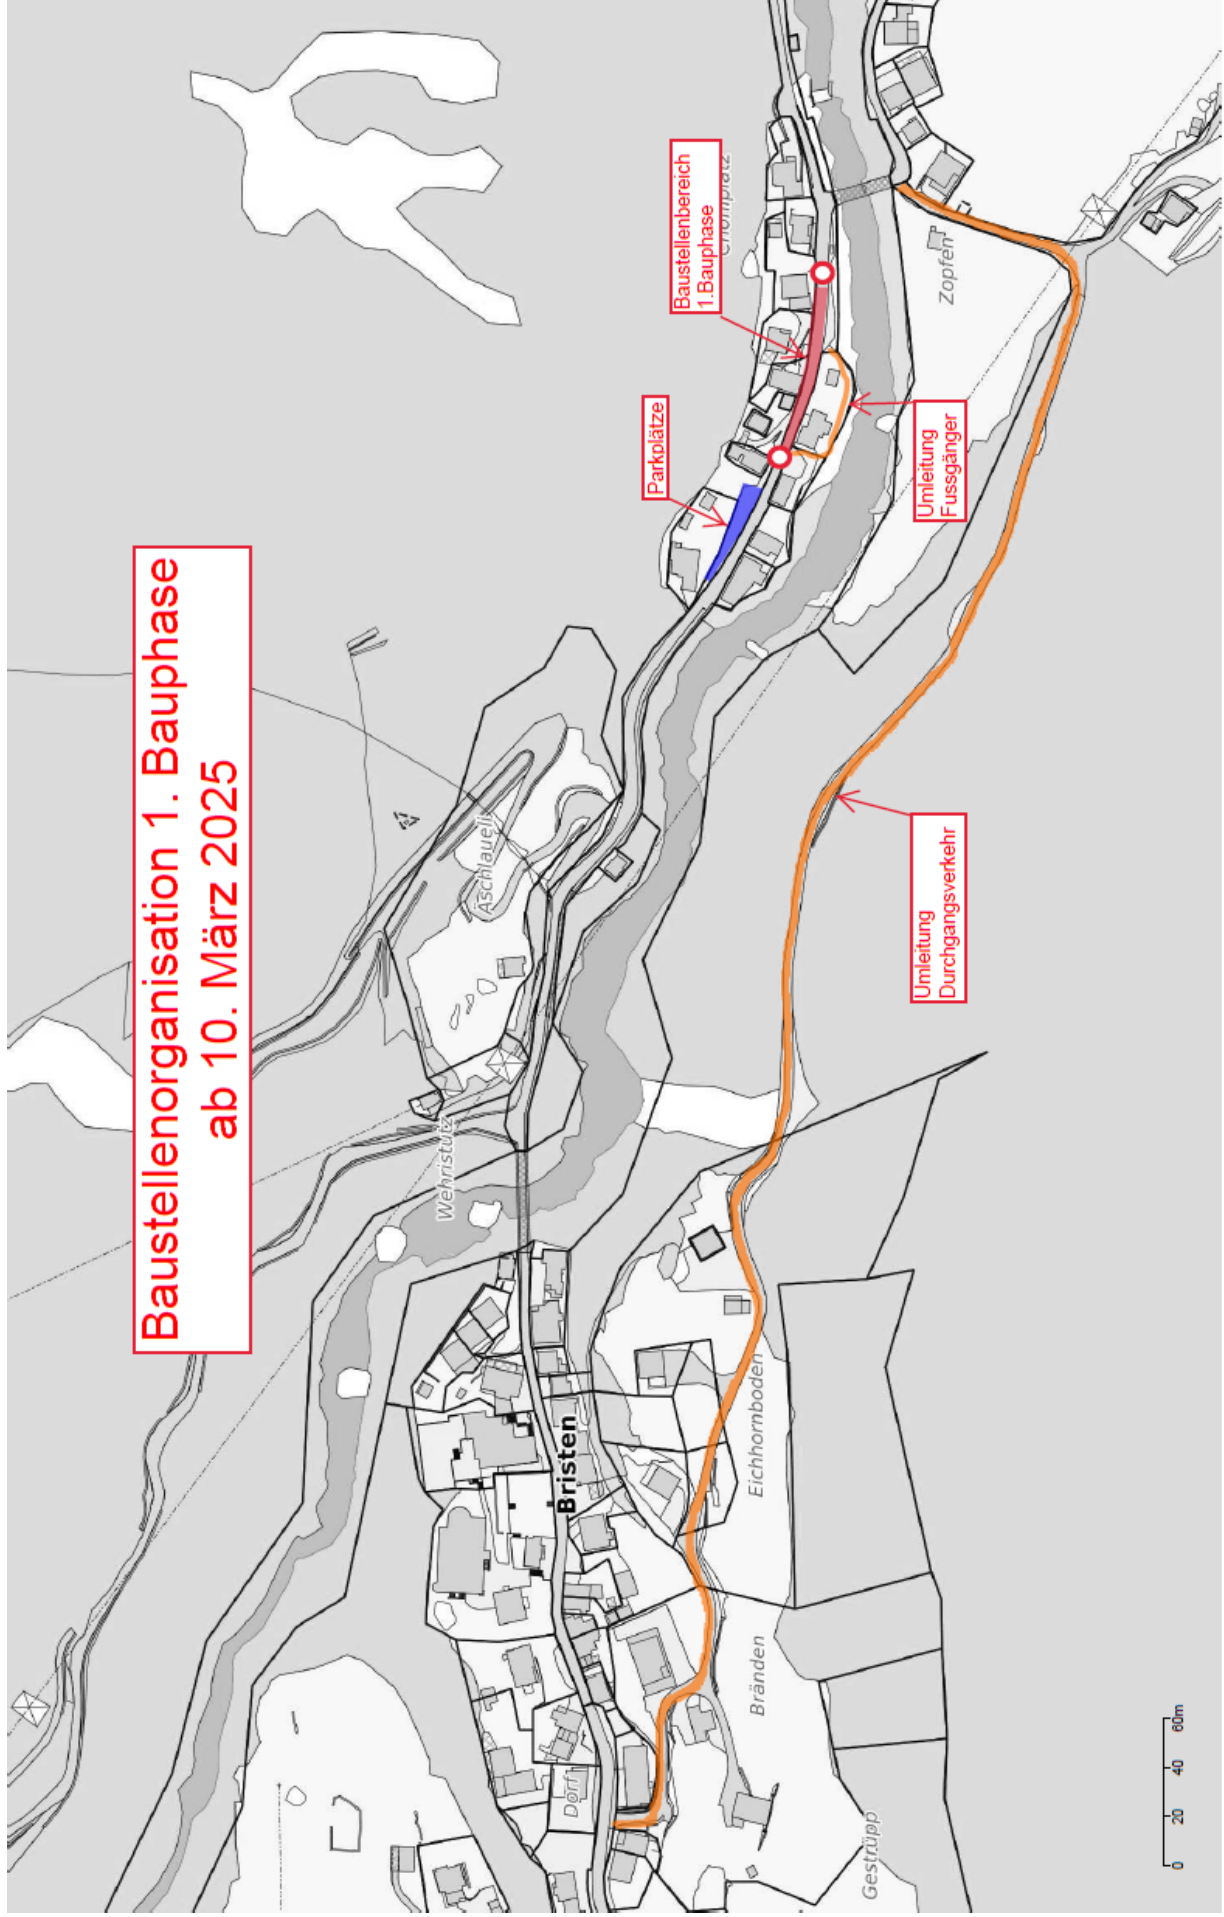 Baustellenorganisation 1. Bauphase
ab 10. März 2025
Baustellenbereich
1.Bauphase
Parkplätze
Umleitung
Fussgänger
Zopfen
Umleitung
Durchgangsverkehr
Äschlaueli
Wehristutz
Bristen
Eichhornboden
Bränden
Dorf
Gestrüpp
0 20 40 60m